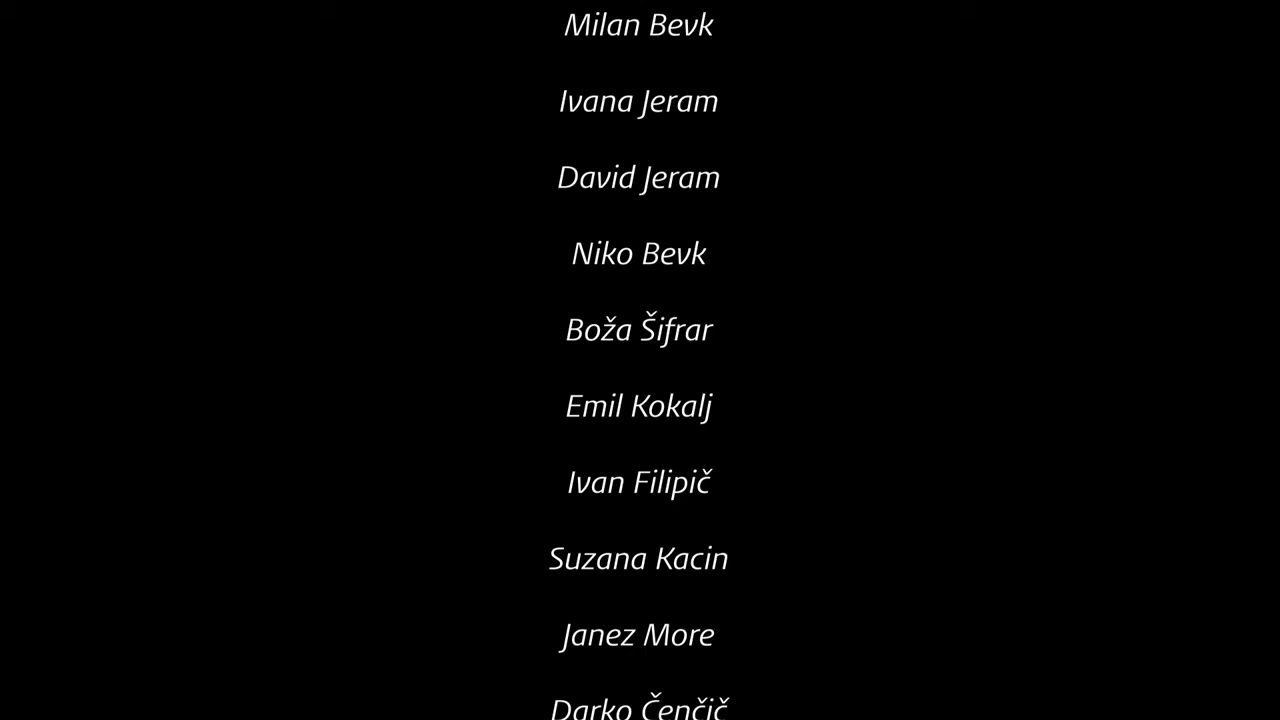 Milan Bevk
Ivana Jeram
David Jeram
Niko Bevk
Boža Šifrar
Emil Kokalj
Ivan Filipič
Suzana Kacin
Janez More
Darko Čenčič